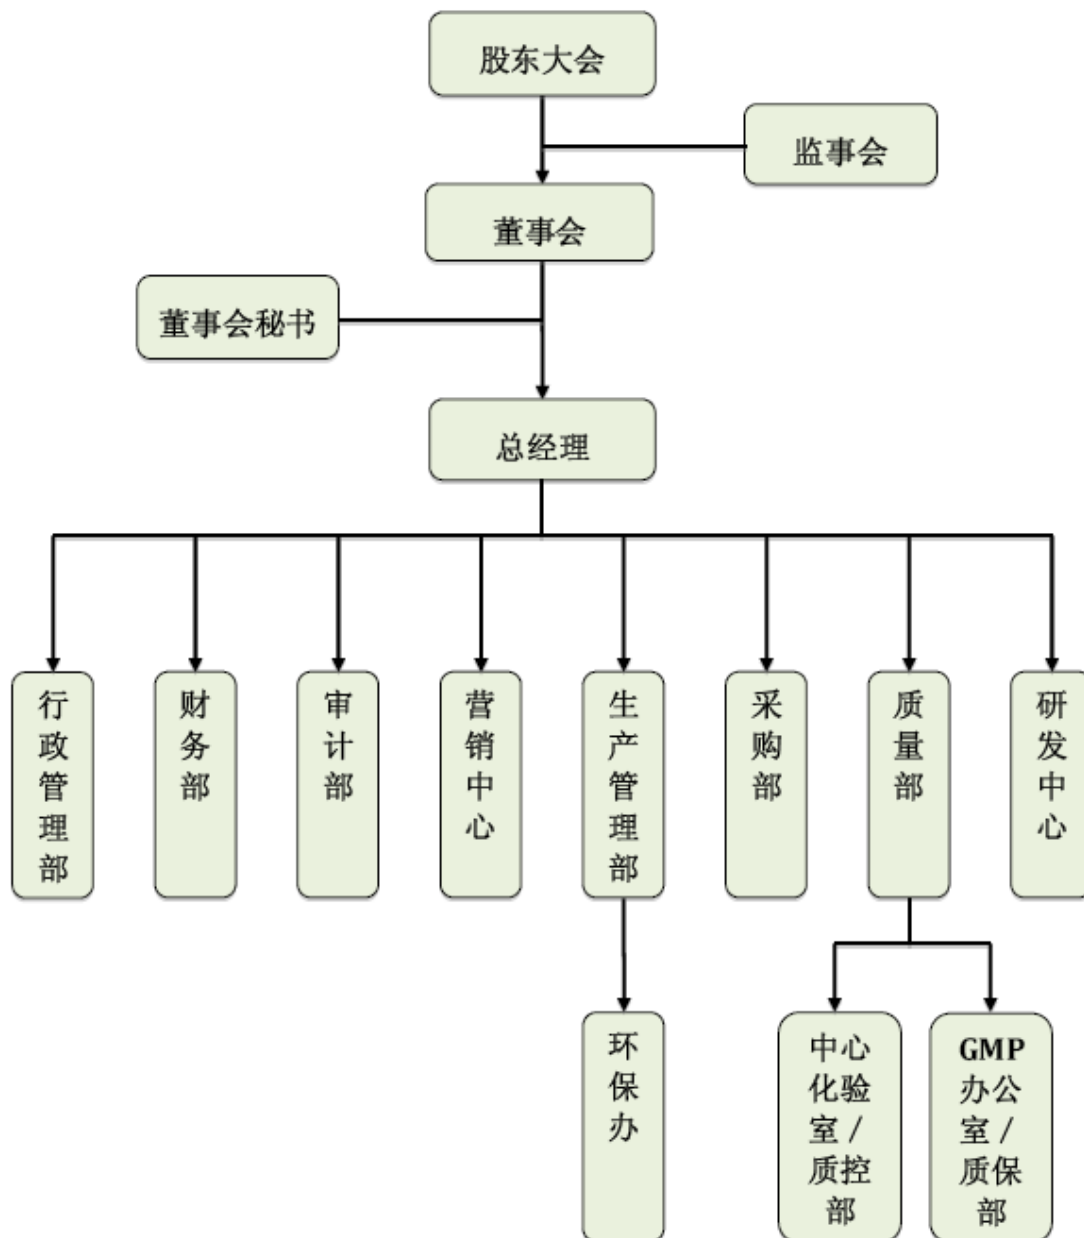 股东大会
监事会
董事会
董事会秘书
总经理
行政管理部
财务部
审计部
营销中心
生产管理部
采购部
质量部
研发中心
环保办
中心
化验
室/
质控
部
GMP
办公
室/
质保
部